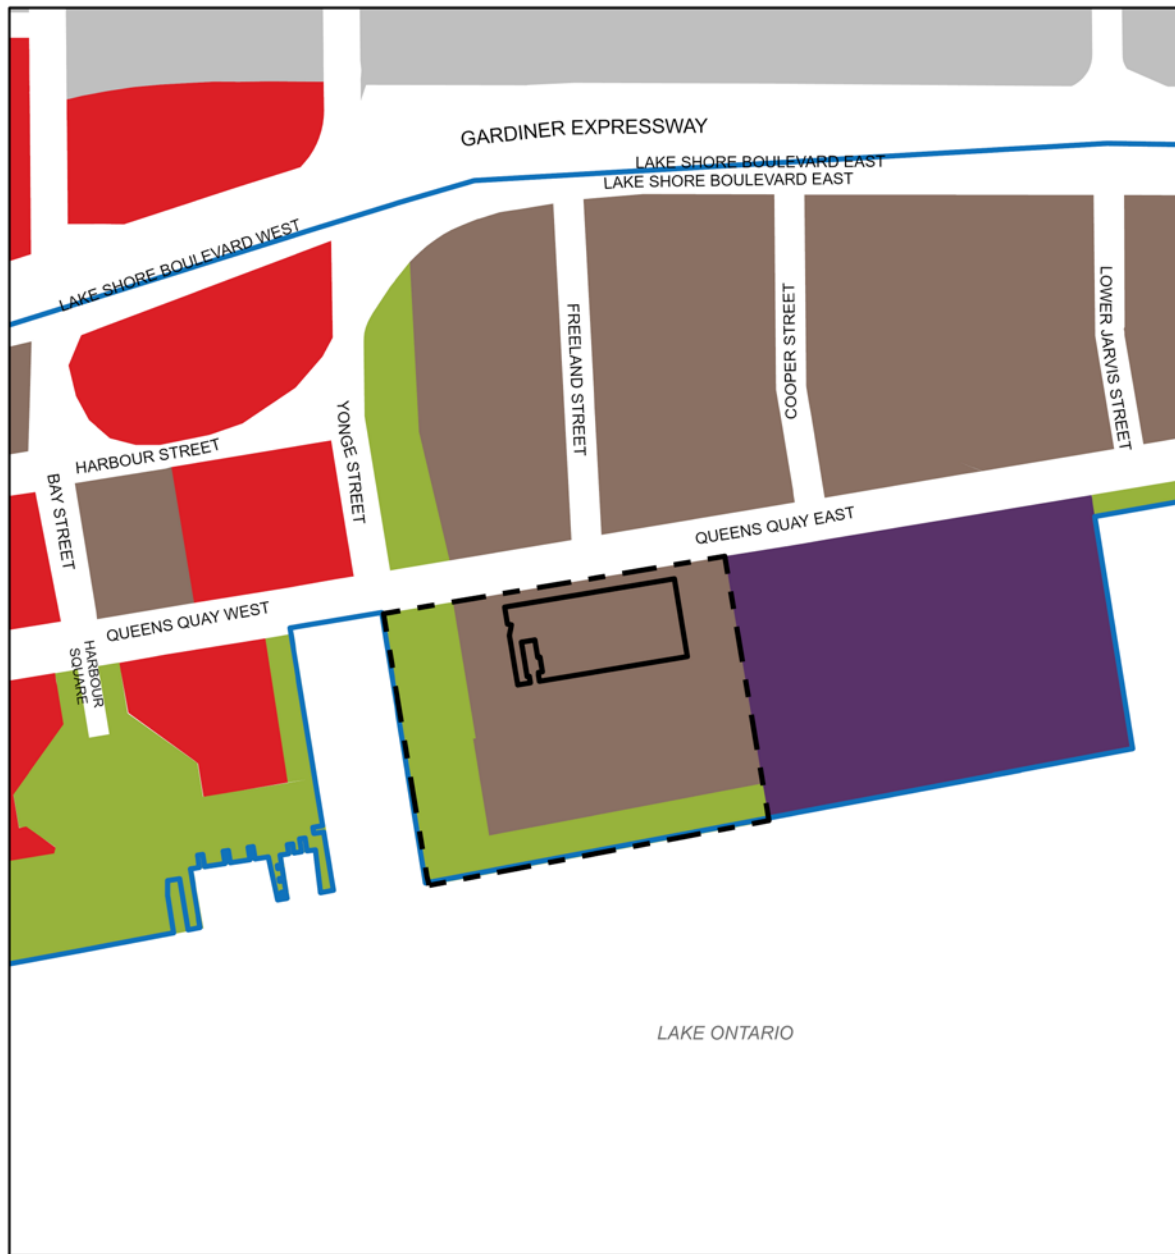 GARDINER EXPRESSWAY
LAKE SHORE BOULEVARD EAST
LAKE SHORE BOULEVARD EAST
LAKE SHORE BOULEVARD WEST
FREELAND STREET
COOPER STREET
LOWER JARVIS STREET
YONGE STREET
HARBOUR STREET
BAY STREET
QUEENS QUAY EAST
QUEENS QUAY WEST
HARBOUR
SQUARE
LAKE ONTARIO